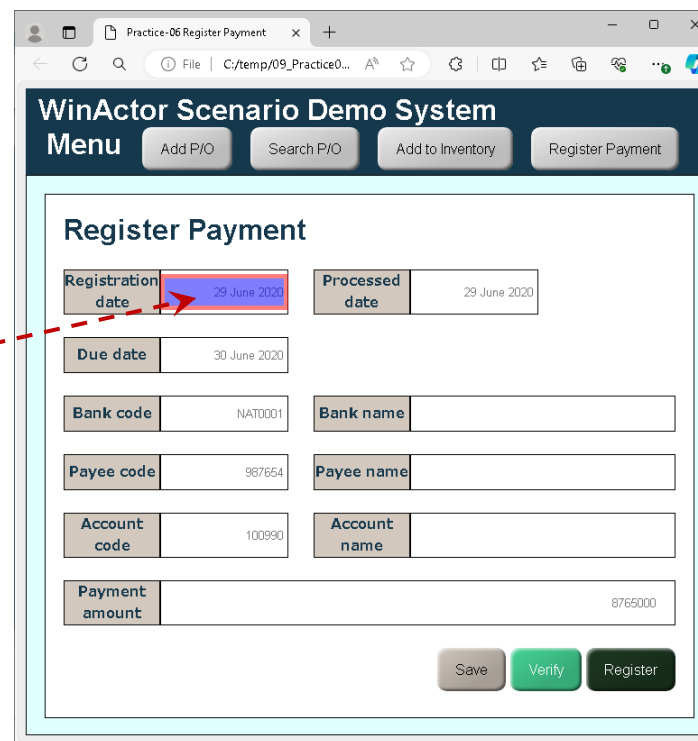 Practice-06 Register Payment
File | C:/temp/09_Practice0...
WinActor Scenario Demo System
Menu Add P/O Search P/O Add to Inventory Register Payment
Register Payment
Registration date 29 June 2020 Processed date 29 June 2020
Due date 30 June 2020
Bank code NAT0001 Bank name
Payee code 987654 Payee name
Account code 100990 Account name
Payment amount 8765000
Save Verify Register